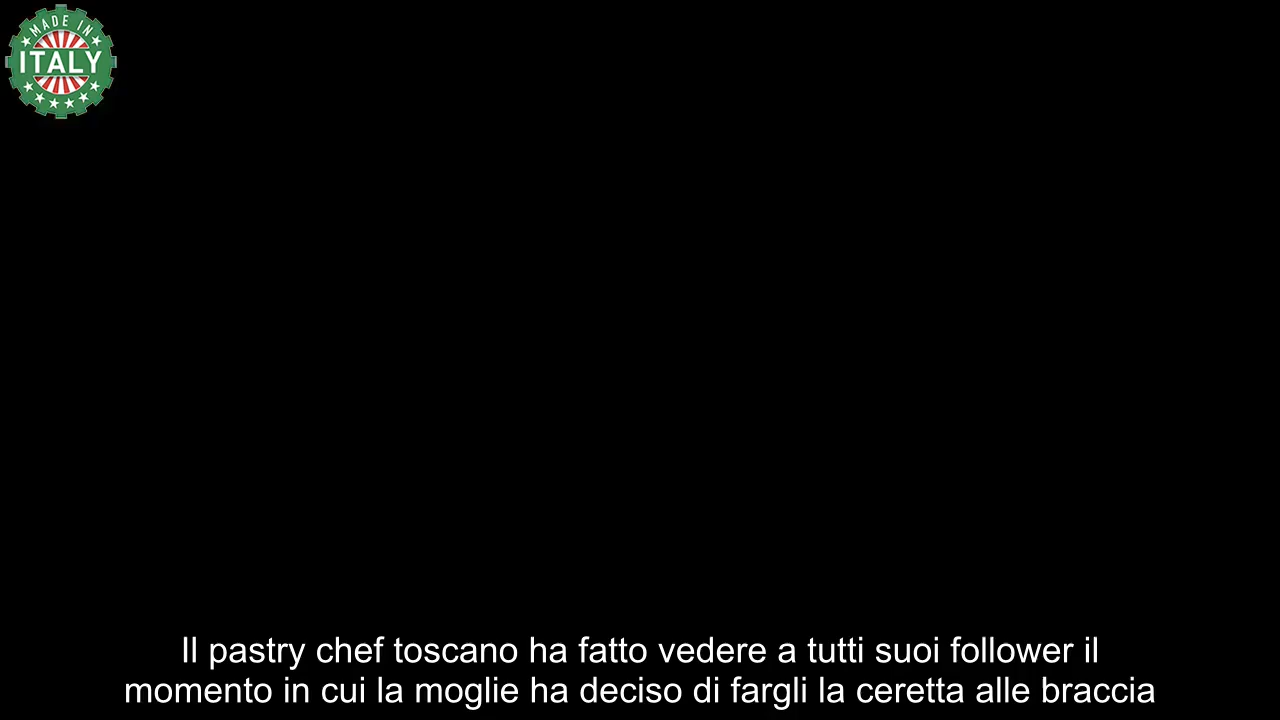 MADE IN
ITALY
Il pastry chef toscano ha fatto vedere a tutti suoi follower il
momento in cui la moglie ha deciso di fargli la ceretta alle braccia